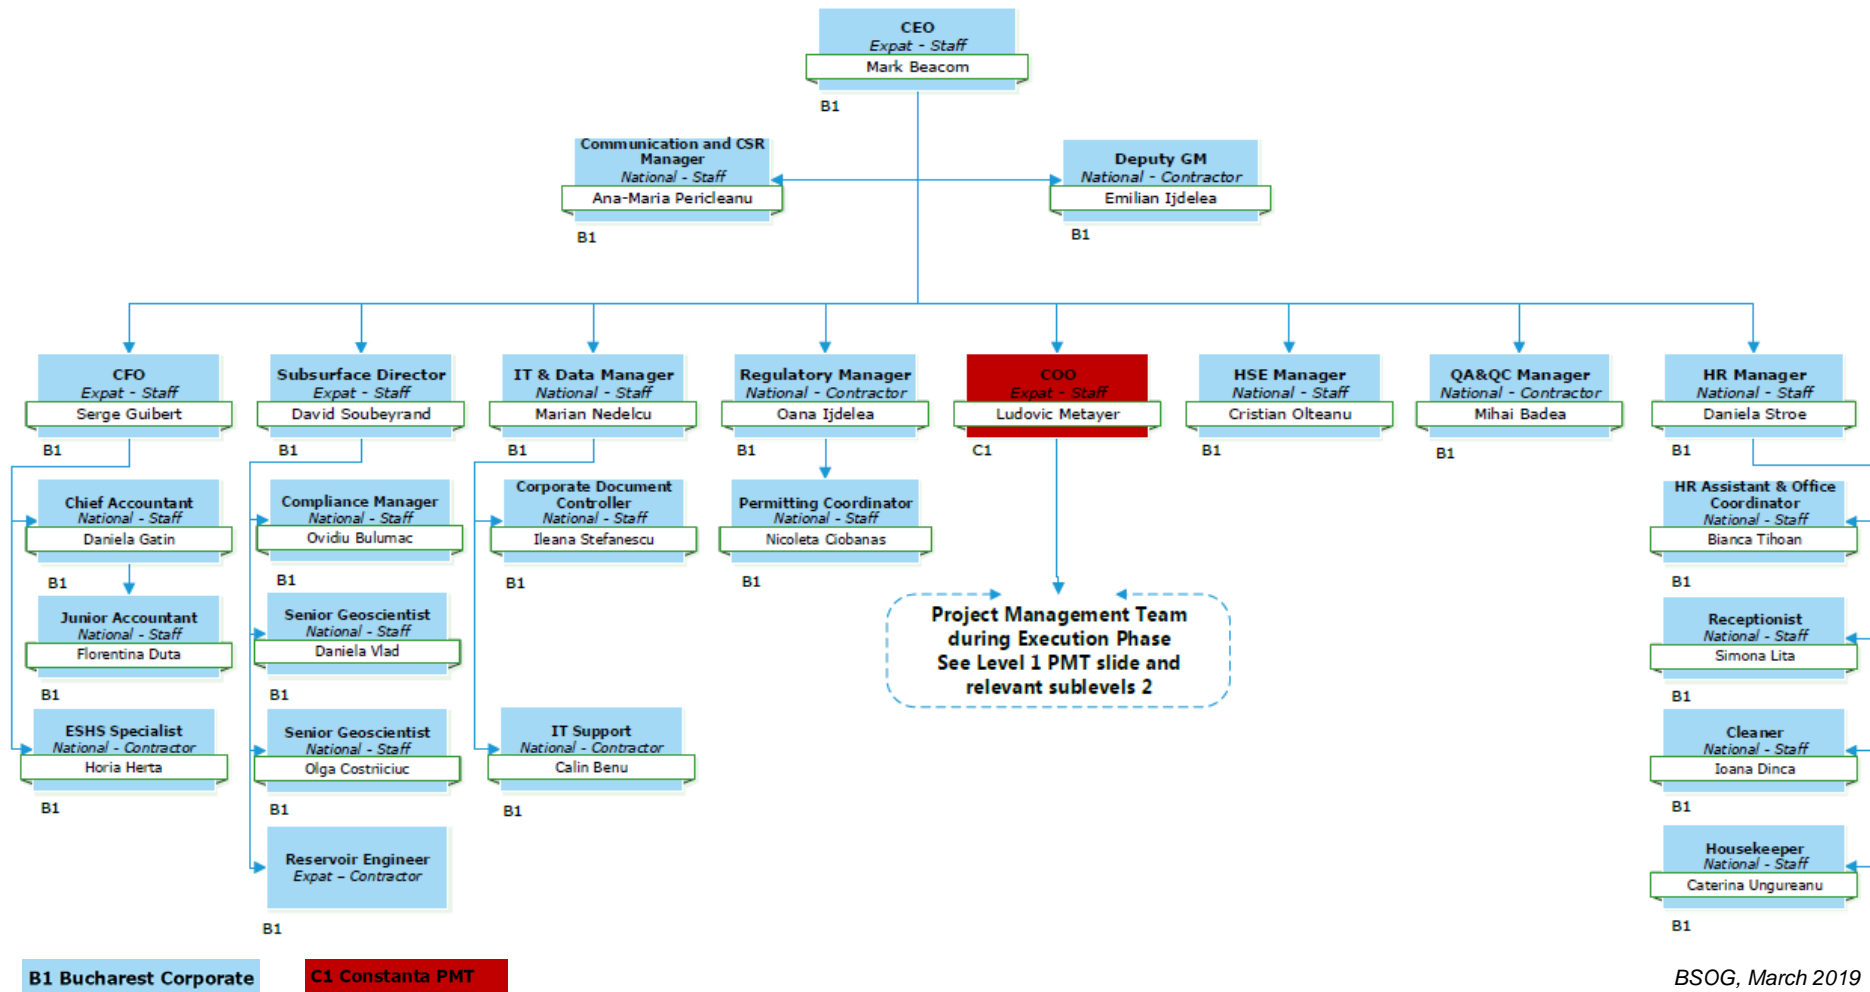 CEO
Expat - Staff
Mark Beacom
B1
Communication and CSR
Manager
National - Staff
Ana-Maria Pericleanu
B1
Deputy GM
National - Contractor
Emilian Ijdelea
B1
CFO
Expat - Staff
Serge Guibert
B1
Subsurface Director
Expat - Staff
David Soubeyrand
B1
IT & Data Manager
National - Staff
Marian Nedelcu
B1
Regulatory Manager
National - Contractor
Oana Ijdelea
B1
COO
Expat - Staff
Ludovic Metayer
C1
HSE Manager
National - Staff
Cristian Olteanu
B1
QA&QC Manager
National - Contractor
Mihai Badea
B1
HR Manager
National - Staff
Daniela Stroe
B1
Chief Accountant
National - Staff
Daniela Gatin
B1
Compliance Manager
National - Staff
Ovidiu Bulumac
B1
Corporate Document
Controller
National - Staff
Ileana Stefanescu
B1
Permitting Coordinator
National - Staff
Nicoleta Ciobanas
B1
HR Assistant & Office
Coordinator
National - Staff
Bianca Tihoan
B1
Junior Accountant
National - Staff
Florentina Duta
B1
Senior Geoscientist
National - Staff
Daniela Vlad
B1
Project Management Team
during Execution Phase
See Level 1 PMT slide and
relevant sublevels 2
Receptionist
National - Staff
Simona Lita
B1
ESHS Specialist
National - Contractor
Horia Herta
B1
Senior Geoscientist
National - Staff
Olga Costriiciuc
B1
IT Support
National - Contractor
Calin Benu
B1
Cleaner
National - Staff
Ioana Dinca
B1
Reservoir Engineer
Expat – Contractor
B1
Housekeeper
National - Staff
Caterina Ungureanu
B1
B1 Bucharest Corporate
C1 Constanta PMT
BSOG, March 2019